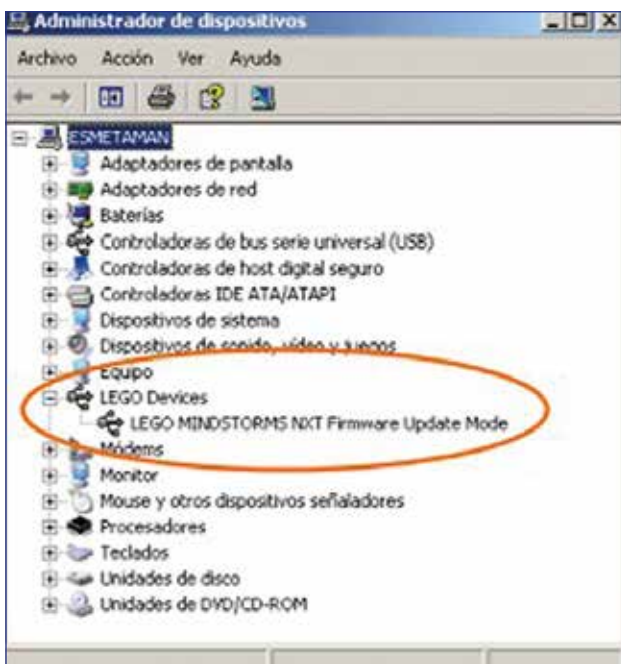 Administrador de dispositivos
Archivo Acción Ver Ayuda
ESMETAMAN
Adaptadores de pantalla
Adaptadores de red
Baterías
Controladoras de bus serie universal (USB)
Controladoras de host digital seguro
Controladoras IDE ATA/ATAPI
Dispositivos de sistema
Dispositivos de sonido, vídeo y juegos
Equipo
LEGO Devices
LEGO MINDSTORMS NXT Firmware Update Mode
Módems
Monitor
Mouse y otros dispositivos señaladores
Procesadores
Teclados
Unidades de disco
Unidades de DVD/CD-ROM